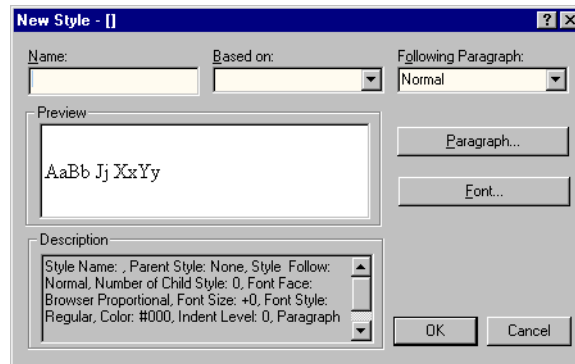 New Style - []
Name:
Based on:
Following Paragraph:
Normal
Preview
AaBb Jj XxYy
Paragraph...
Font...
Description
Style Name: , Parent Style: None, Style Follow:
Normal, Number of Child Style: 0, Font Face:
Browser Proportional, Font Size: +0, Font Style:
Regular, Color: #000, Indent Level: 0, Paragraph
OK
Cancel